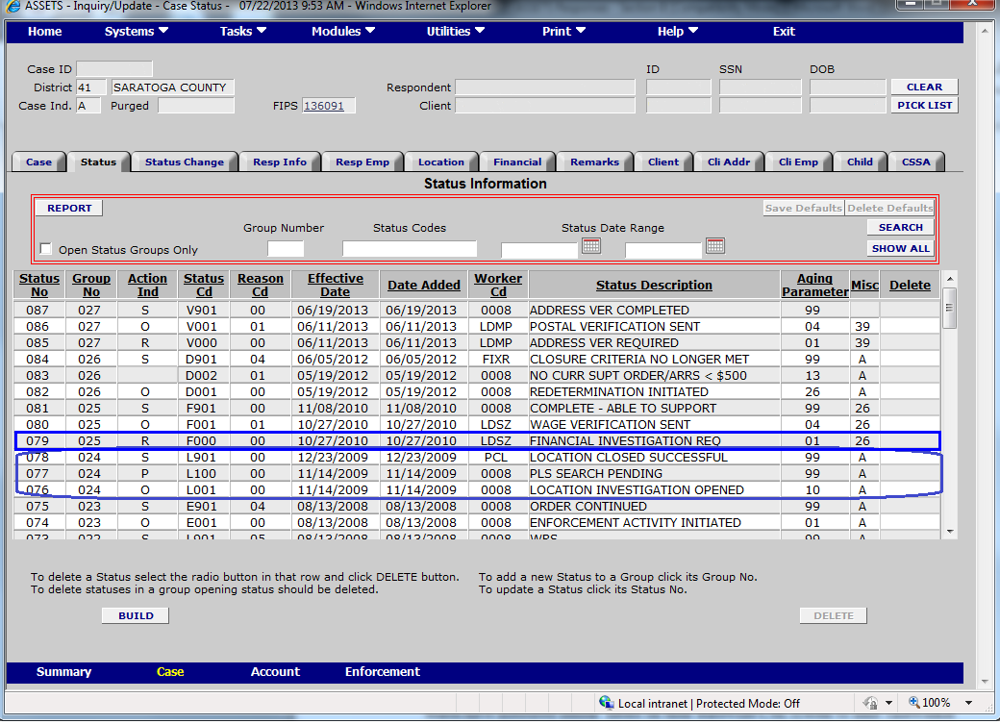 ASSETS - Inquiry/Update - Case Status - 07/22/2013 9:53 AM - Windows Internet Explorer
Home Systems Tasks Modules Utilities Print Help Exit
ID SSN DOB
Case ID
District 41 SARATOGA COUNTY Respondent CLEAR
Case Ind. A Purged FIPS 136091 Client PICK LIST
Case Status Status Change Resp Info Resp Emp Location Financial Remarks Client Cli Addr Cli Emp Child CSSA
Status Information
REPORT Save Defaults Delete Defaults
Group Number Status Codes Status Date Range SEARCH
Open Status Groups Only SHOW ALL
Status No Group No Action Ind Status Cd Reason Cd Effective Date Date Added Worker Cd Status Description Aging Parameter Misc Delete
087 027 S V901 00 06/19/2013 06/19/2013 0008 ADDRESS VER COMPLETED 99
086 027 O V001 01 06/11/2013 06/11/2013 LDMP POSTAL VERIFICATION SENT 04 39
085 027 R V000 00 06/11/2013 06/11/2013 LDMP ADDRESS VER REQUIRED 01 39
084 026 S D901 04 06/05/2012 06/05/2012 FIXR CLOSURE CRITERIA NO LONGER MET 99 A
083 026 D002 01 05/19/2012 05/19/2012 0008 NO CURR SUPT ORDER/ARRS < $500 13 A
082 026 O D001 00 05/19/2012 05/19/2012 0008 REDETERMINATION INITIATED 26 A
081 025 S F901 00 11/08/2010 11/08/2010 0008 COMPLETE - ABLE TO SUPPORT 99 26
080 025 O F001 01 10/27/2010 10/27/2010 LDSZ WAGE VERIFICATION SENT 04 26
079 025 R F000 00 10/27/2010 10/27/2010 LDSZ FINANCIAL INVESTIGATION REQ 01 26
078 024 S L901 00 12/23/2009 12/23/2009 PCL LOCATION CLOSED SUCCESSFUL 99 A
077 024 P L100 00 11/14/2009 11/14/2009 0008 PLS SEARCH PENDING 99 A
076 024 O L001 00 11/14/2009 11/14/2009 0008 LOCATION INVESTIGATION OPENED 10 A
075 023 S E901 04 08/13/2008 08/13/2008 0008 ORDER CONTINUED 99 A
074 023 O E001 00 08/13/2008 08/13/2008 0008 ENFORCEMENT ACTIVITY INITIATED 01 A
073 022 S L901 05 08/13/2008 08/13/2008 0008 WRS 99 A
To delete a Status select the radio button in that row and click DELETE button. To add a new Status to a Group click its Group No.
To delete statuses in a group opening status should be deleted. To update a Status click its Status No.
BUILD DELETE
Summary Case Account Enforcement
Local intranet | Protected Mode: Off 100%